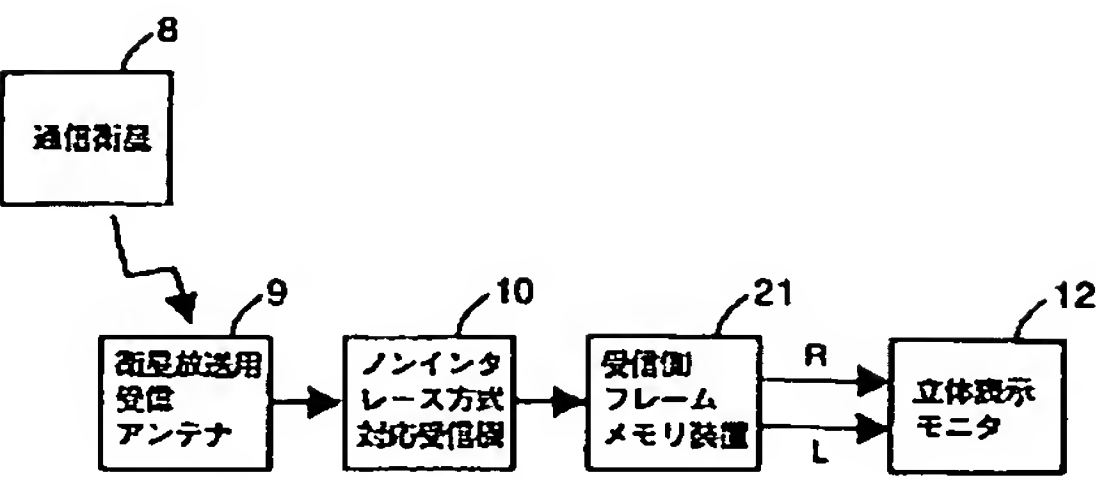 8
通信衛星
9
衛星放送用
受信
アンテナ
10
ノンインタ
レース方式
対応受信機
21
受信側
フレーム
メモリ装置
R
L
12
立体表示
モニタ